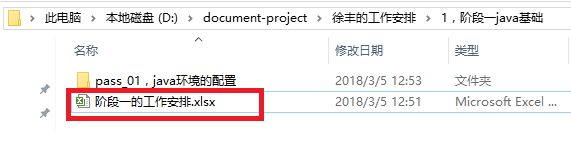 此电脑 > 本地磁盘 (D:) > document-project > 徐丰的工作安排 > 1，阶段一java基础
名称 修改日期 类型
pass_01，java环境的配置 2018/3/5 12:53 文件夹
阶段一的工作安排.xlsx 2018/3/5 12:51 Microsoft Excel ...